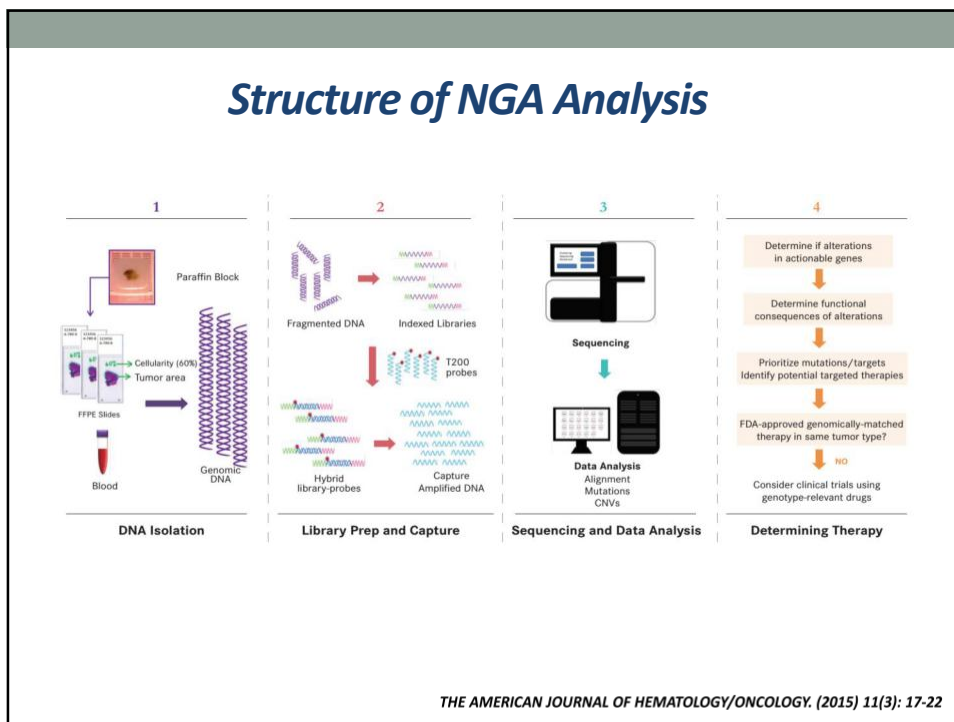 Structure of NGA Analysis
1
Paraffin Block
Cellularity (60%)
Tumor area
FFPE Slides
Blood
Genomic
DNA
DNA Isolation
2
Fragmented DNA
Indexed Libraries
T200
probes
Hybrid
library-probes
Capture
Amplified DNA
Library Prep and Capture
3
Sequencing
Data Analysis
Alignment
Mutations
CNVs
Sequencing and Data Analysis
4
Determine if alterations
in actionable genes
Determine functional
consequences of alterations
Prioritize mutations/targets
Identify potential targeted therapies
FDA-approved genomically-matched
therapy in same tumor type?
NO
Consider clinical trials using
genotype-relevant drugs
Determining Therapy
THE AMERICAN JOURNAL OF HEMATOLOGY/ONCOLOGY. (2015) 11(3): 17-22